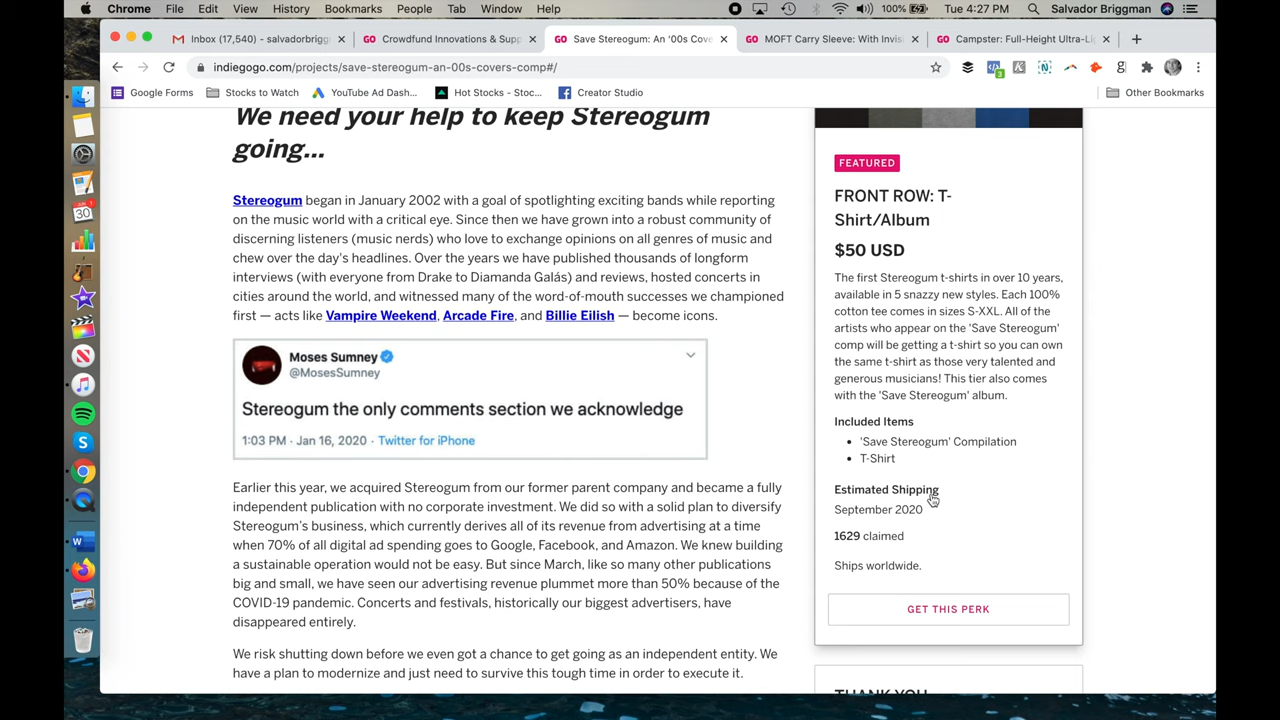 Chrome File Edit View History Bookmarks People Tab Window Help 100% Tue 4:27 PM Salvador Briggman
Inbox (17,540) - salvadorbrigg
GO Crowdfund Innovations & Supp
GO Save Stereogum: An '00s Cove
GO MOFT Carry Sleeve: With Invis
GO Campster: Full-Height Ultra-Li
indiegogo.com/projects/save-stereogum-an-00s-covers-comp#/
Google Forms Stocks to Watch YouTube Ad Dash... Hot Stocks - Stoc... Creator Studio Other Bookmarks
We need your help to keep Stereogum
going...
Stereogum began in January 2002 with a goal of spotlighting exciting bands while reporting
on the music world with a critical eye. Since then we have grown into a robust community of
discerning listeners (music nerds) who love to exchange opinions on all genres of music and
chew over the day's headlines. Over the years we have published thousands of longform
interviews (with everyone from Drake to Diamanda Galás) and reviews, hosted concerts in
cities around the world, and witnessed many of the word-of-mouth successes we championed
first — acts like Vampire Weekend, Arcade Fire, and Billie Eilish — become icons.
Moses Sumney
@MosesSumney
Stereogum the only comments section we acknowledge
1:03 PM · Jan 16, 2020 · Twitter for iPhone
Earlier this year, we acquired Stereogum from our former parent company and became a fully
independent publication with no corporate investment. We did so with a solid plan to diversify
Stereogum's business, which currently derives all of its revenue from advertising at a time
when 70% of all digital ad spending goes to Google, Facebook, and Amazon. We knew building
a sustainable operation would not be easy. But since March, like so many other publications
big and small, we have seen our advertising revenue plummet more than 50% because of the
COVID-19 pandemic. Concerts and festivals, historically our biggest advertisers, have
disappeared entirely.
We risk shutting down before we even got a chance to get going as an independent entity. We
have a plan to modernize and just need to survive this tough time in order to execute it.
FEATURED
FRONT ROW: T-
Shirt/Album
$50 USD
The first Stereogum t-shirts in over 10 years,
available in 5 snazzy new styles. Each 100%
cotton tee comes in sizes S-XXL. All of the
artists who appear on the 'Save Stereogum'
comp will be getting a t-shirt so you can own
the same t-shirt as those very talented and
generous musicians! This tier also comes
with the 'Save Stereogum' album.
Included Items
• 'Save Stereogum' Compilation
• T-Shirt
Estimated Shipping
September 2020
1629 claimed
Ships worldwide.
GET THIS PERK
THANK YOU